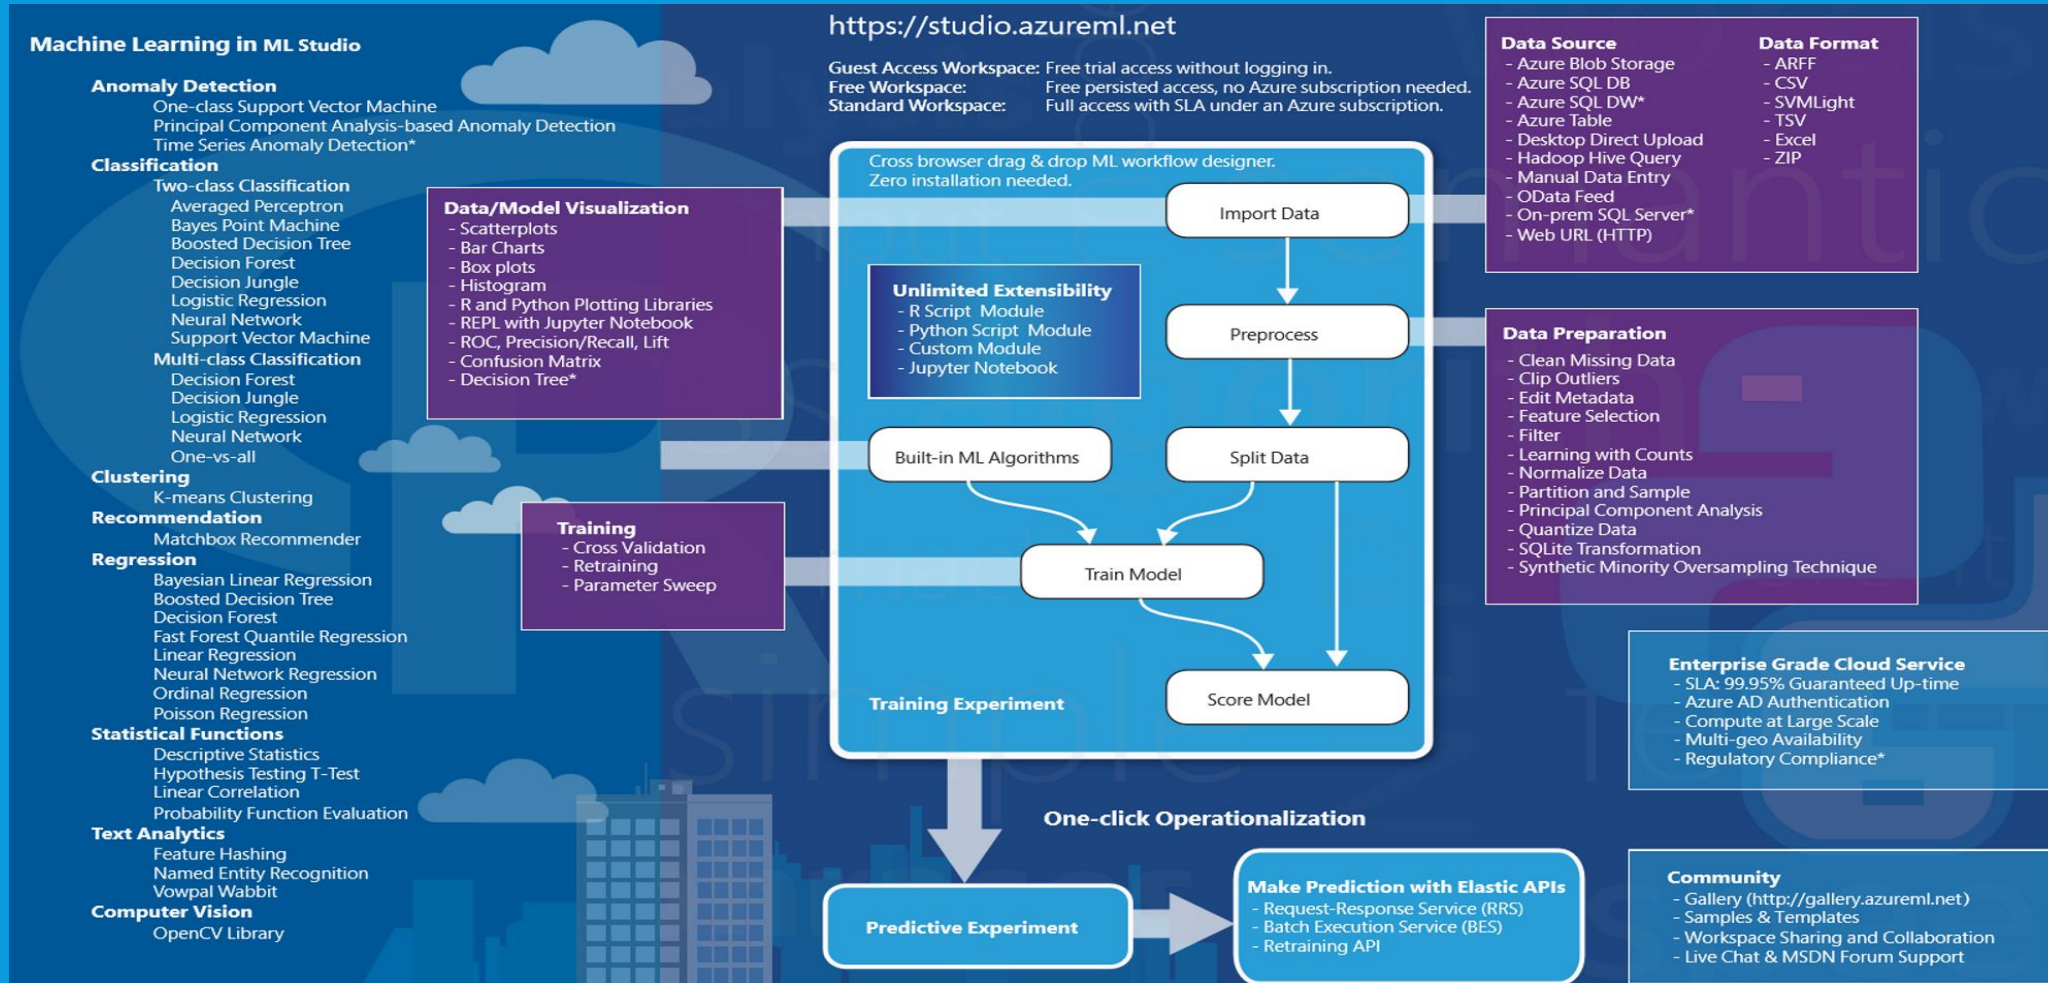 Machine Learning in ML Studio
Anomaly Detection
One-class Support Vector Machine
Principal Component Analysis-based Anomaly Detection
Time Series Anomaly Detection*
Classification
Two-class Classification
Averaged Perceptron
Bayes Point Machine
Boosted Decision Tree
Decision Forest
Decision Jungle
Logistic Regression
Neural Network
Support Vector Machine
Multi-class Classification
Decision Forest
Decision Jungle
Logistic Regression
Neural Network
One-vs-all
Clustering
K-means Clustering
Recommendation
Matchbox Recommender
Regression
Bayesian Linear Regression
Boosted Decision Tree
Decision Forest
Fast Forest Quantile Regression
Linear Regression
Neural Network Regression
Ordinal Regression
Poisson Regression
Statistical Functions
Descriptive Statistics
Hypothesis Testing T-Test
Linear Correlation
Probability Function Evaluation
Text Analytics
Feature Hashing
Named Entity Recognition
Vowpal Wabbit
Computer Vision
OpenCV Library
Data/Model Visualization
- Scatterplots
- Bar Charts
- Box plots
- Histogram
- R and Python Plotting Libraries
- REPL with Jupyter Notebook
- ROC, Precision/Recall, Lift
- Confusion Matrix
- Decision Tree*
Training
- Cross Validation
- Retraining
- Parameter Sweep
https://studio.azureml.net
Guest Access Workspace: Free trial access without logging in.
Free Workspace: Free persisted access, no Azure subscription needed.
Standard Workspace: Full access with SLA under an Azure subscription.
Cross browser drag & drop ML workflow designer.
Zero installation needed.
Import Data
Unlimited Extensibility
- R Script Module
- Python Script Module
- Custom Module
- Jupyter Notebook
Preprocess
Built-in ML Algorithms
Split Data
Train Model
Score Model
Training Experiment
One-click Operationalization
Predictive Experiment
Make Prediction with Elastic APIs
- Request-Response Service (RRS)
- Batch Execution Service (BES)
- Retraining API
Data Source
- Azure Blob Storage
- Azure SQL DB
- Azure SQL DW*
- Azure Table
- Desktop Direct Upload
- Hadoop Hive Query
- Manual Data Entry
- OData Feed
- On-prem SQL Server*
- Web URL (HTTP)
Data Format
- ARFF
- CSV
- SVMLight
- TSV
- Excel
- ZIP
Data Preparation
- Clean Missing Data
- Clip Outliers
- Edit Metadata
- Feature Selection
- Filter
- Learning with Counts
- Normalize Data
- Partition and Sample
- Principal Component Analysis
- Quantize Data
- SQLite Transformation
- Synthetic Minority Oversampling Technique
Enterprise Grade Cloud Service
- SLA: 99.95% Guaranteed Up-time
- Azure AD Authentication
- Compute at Large Scale
- Multi-geo Availability
- Regulatory Compliance*
Community
- Gallery (http://gallery.azureml.net)
- Samples & Templates
- Workspace Sharing and Collaboration
- Live Chat & MSDN Forum Support
simple